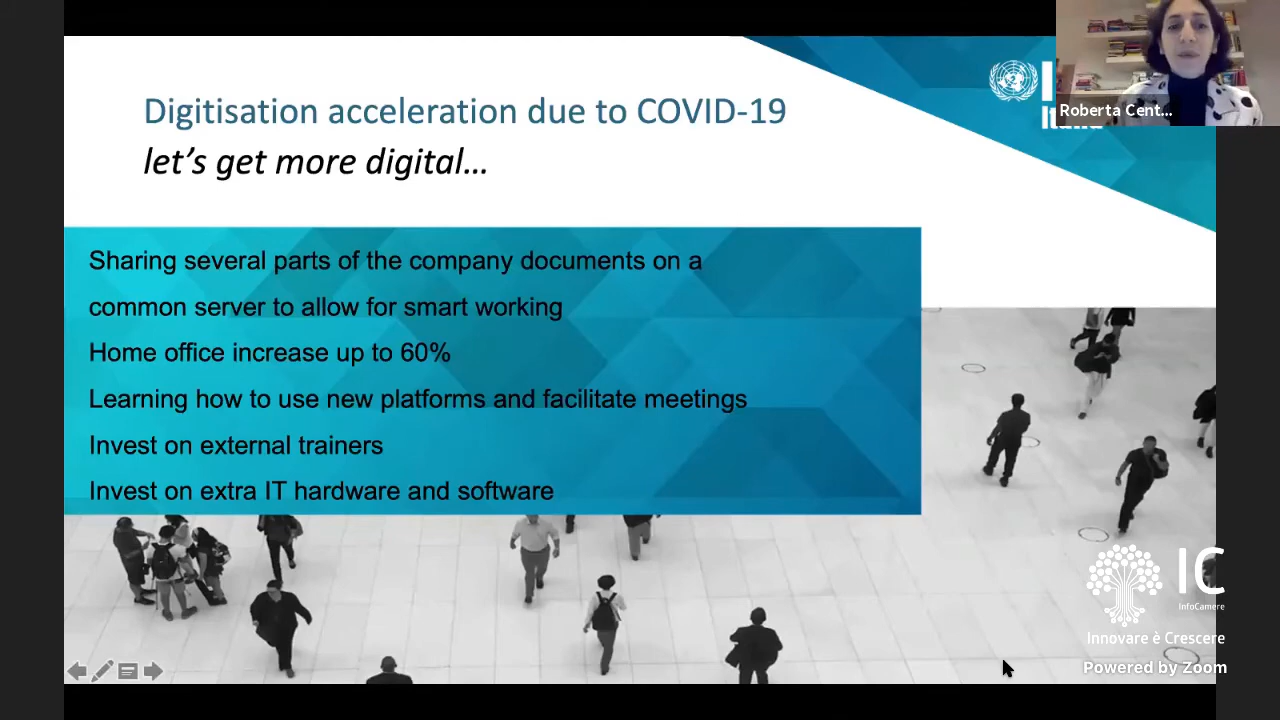 Digitisation acceleration due to COVID-19
let's get more digital...
Roberta Cent...
Sharing several parts of the company documents on a
common server to allow for smart working
Home office increase up to 60%
Learning how to use new platforms and facilitate meetings
Invest on external trainers
Invest on extra IT hardware and software
IC
InfoCamere
Innovare è Crescere
Powered by Zoom